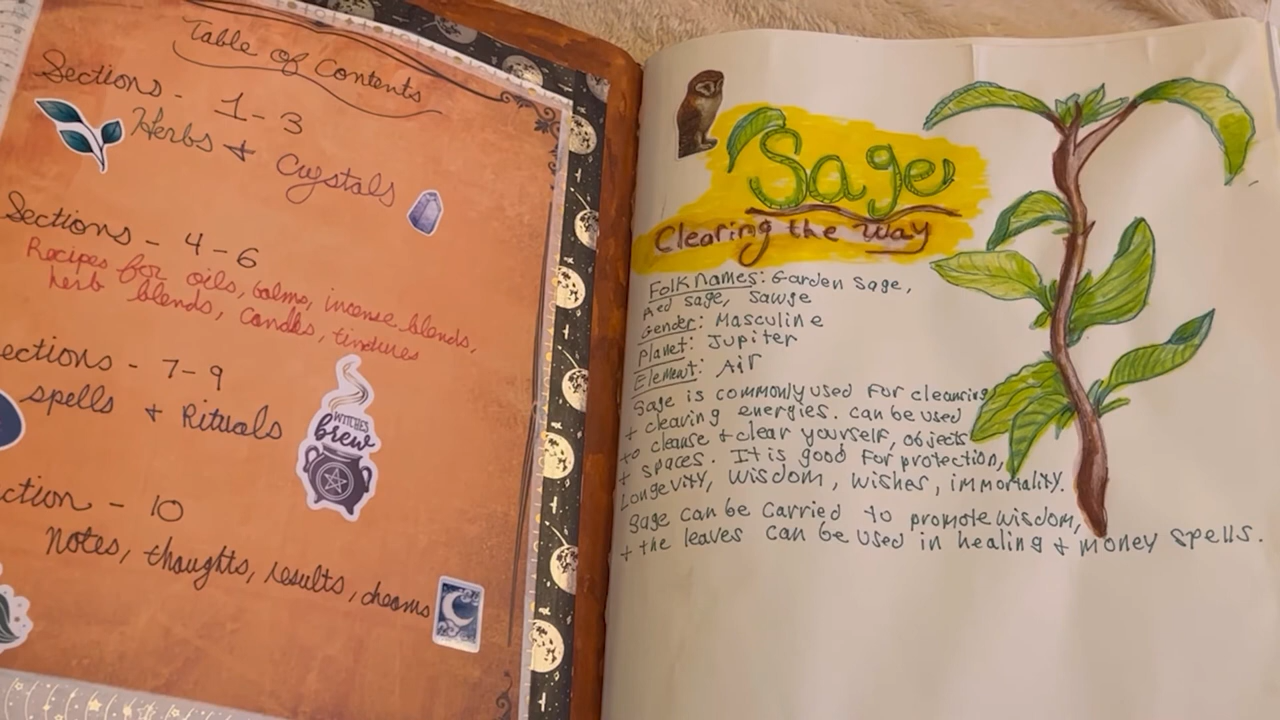 Table of Contents
Sections - 1-3
Herbs + Crystals
Sections - 4-6
Recipes for oils, balms, incense blends,
herb blends, candles, tinctures
ections - 7-9
spells + Rituals
WITCHES
brew
ction - 10
Notes, thoughts, results, dreams
Sage
Clearing the way
Folk names: Garden Sage,
Red sage, Sawge
Gender: Masculine
Planet: Jupiter
Element: Air
Sage is commonly used for cleansing
+ clearing energies. can be used
to cleanse + clear yourself, objects
+ spaces. It is good for protection,
Longevity, wisdom, wishes, immortality.
Sage can be carried to promote wisdom,
+ the leaves can be used in healing + money spells.